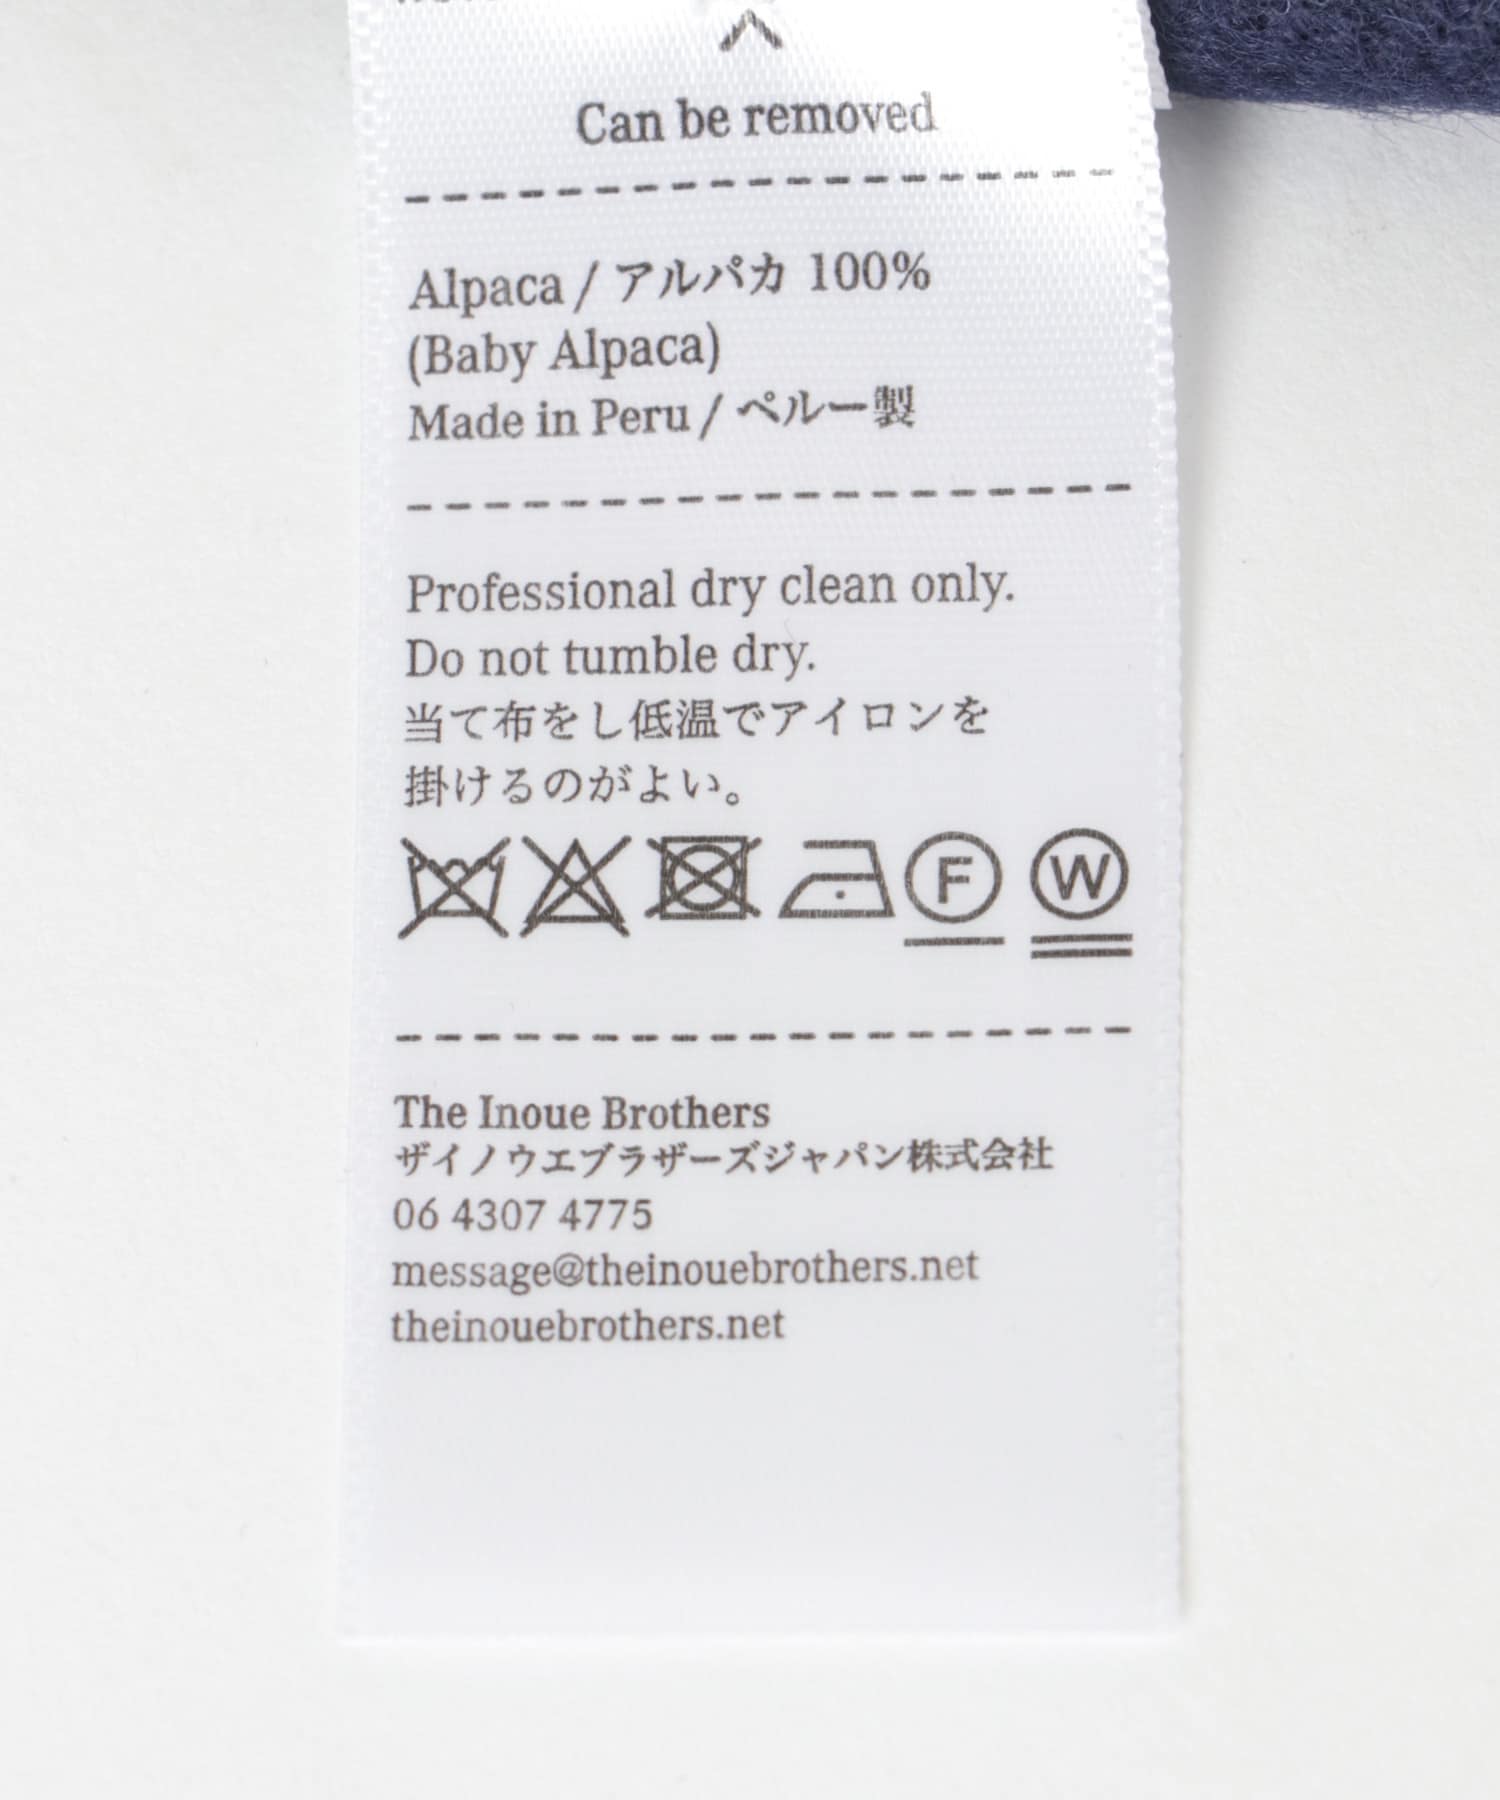 Can be removed
Alpaca / アルパカ 100%
(Baby Alpaca)
Made in Peru / ペルー製
Professional dry clean only.
Do not tumble dry.
当て布をし低温でアイロンを
掛けるのがよい。
F W
The Inoue Brothers
ザイノウエブラザーズジャパン株式会社
06 4307 4775
message@theinouebrothers.net
theinouebrothers.net